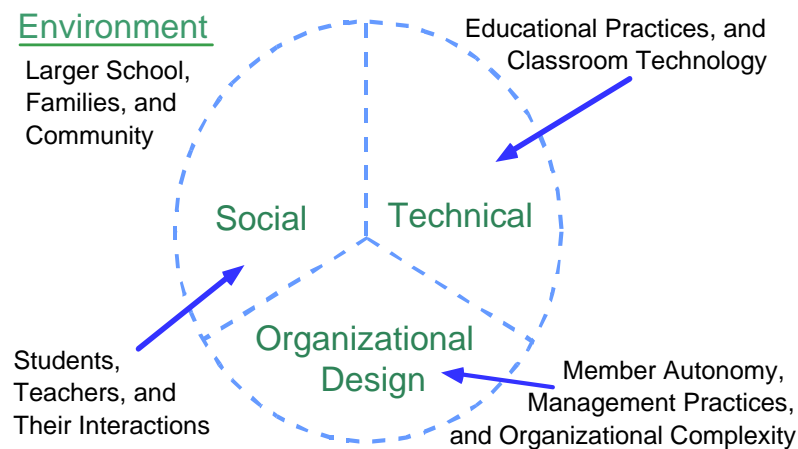 Environment
Larger School,
Families, and
Community
Educational Practices, and
Classroom Technology
Social
Technical
Organizational
Design
Students,
Teachers, and
Their Interactions
Member Autonomy,
Management Practices,
and Organizational Complexity